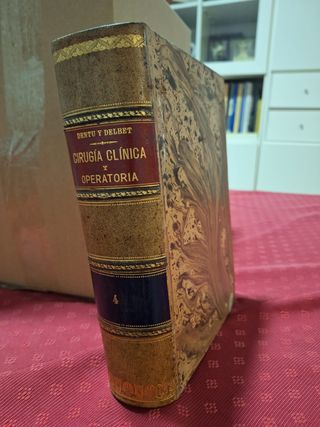 DENTU Y DELBET
CIRUGÍA CLÍNICA
Y
OPERATORIA
4